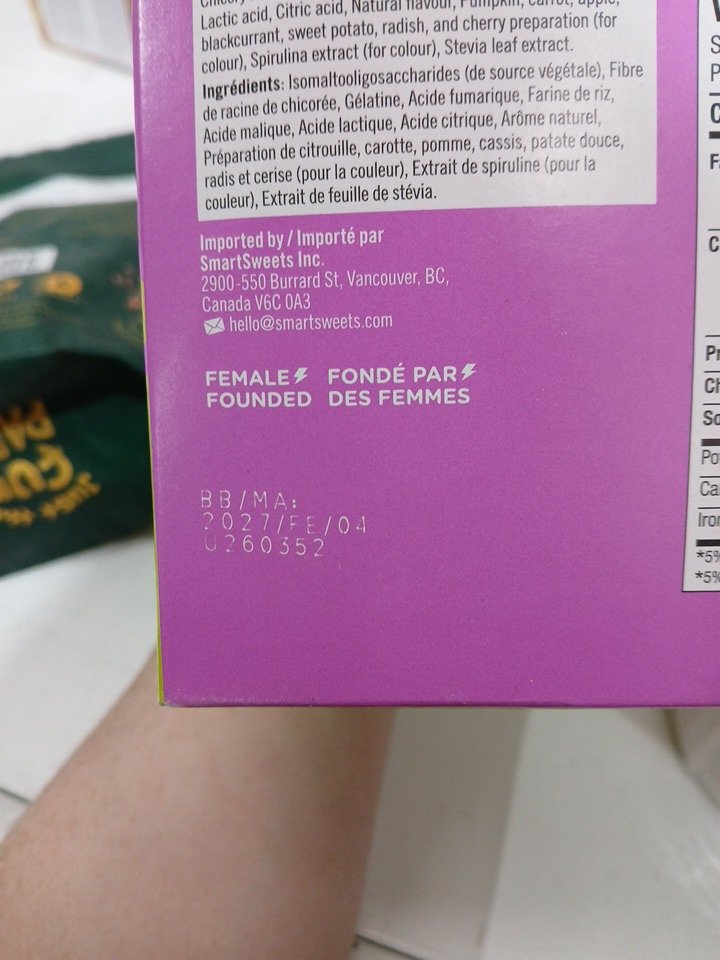 Lactic acid, Citric acid, Natural flavour, Pumpkin, carrot, apple,
blackcurrant, sweet potato, radish, and cherry preparation (for
colour), Spirulina extract (for colour), Stevia leaf extract.
Ingrédients: Isomaltooligosaccharides (de source végétale), Fibre
de racine de chicorée, Gélatine, Acide fumarique, Farine de riz,
Acide malique, Acide lactique, Acide citrique, Arôme naturel,
Préparation de citrouille, carotte, pomme, cassis, patate douce,
radis et cerise (pour la couleur), Extrait de spiruline (pour la
couleur), Extrait de feuille de stévia.
Imported by / Importé par
SmartSweets Inc.
2900-550 Burrard St, Vancouver, BC,
Canada V6C 0A3
hello@smartsweets.com
FEMALE FONDÉ PAR
FOUNDED DES FEMMES
BB/MA:
2027/FE/04
U260352
*5%
*5%